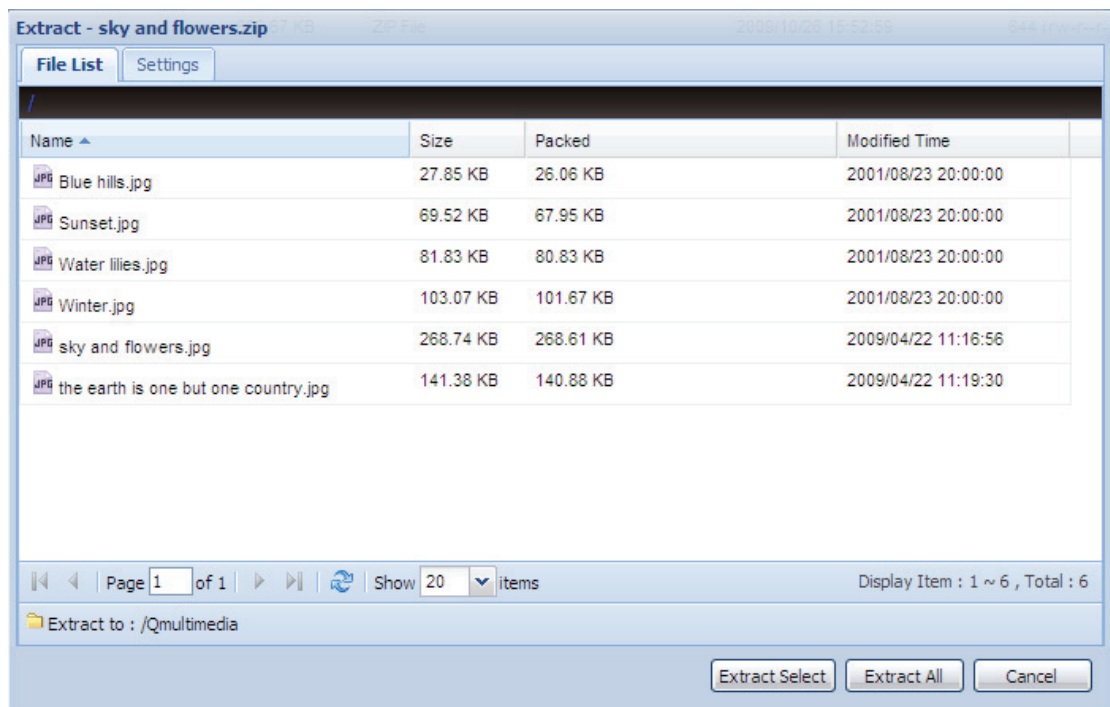 Extract - sky and flowers.zip
File List Settings
/
Name Size Packed Modified Time
JPG Blue hills.jpg 27.85 KB 26.06 KB 2001/08/23 20:00:00
JPG Sunset.jpg 69.52 KB 67.95 KB 2001/08/23 20:00:00
JPG Water lilies.jpg 81.83 KB 80.83 KB 2001/08/23 20:00:00
JPG Winter.jpg 103.07 KB 101.67 KB 2001/08/23 20:00:00
JPG sky and flowers.jpg 268.74 KB 268.61 KB 2009/04/22 11:16:56
JPG the earth is one but one country.jpg 141.38 KB 140.88 KB 2009/04/22 11:19:30
Page 1 of 1 Show 20 items Display Item : 1 ~ 6 , Total : 6
Extract to : /Qmultimedia
Extract Select Extract All Cancel